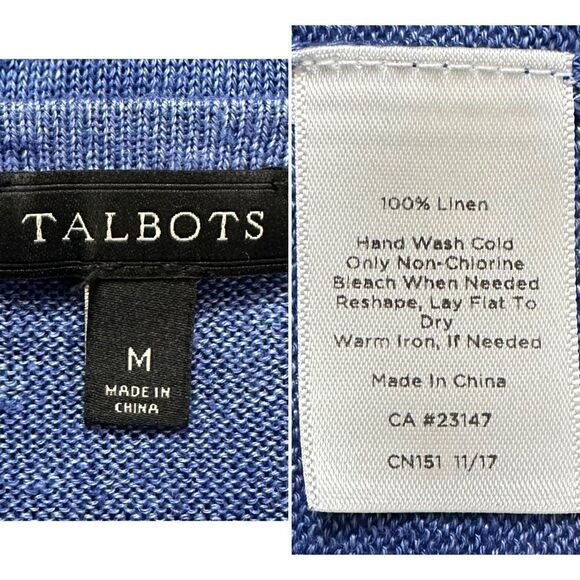 TALBOTS
M
MADE IN
CHINA
100% Linen
Hand Wash Cold
Only Non-Chlorine
Bleach When Needed
Reshape, Lay Flat To
Dry
Warm Iron, If Needed
Made In China
CA #23147
CN151 11/17